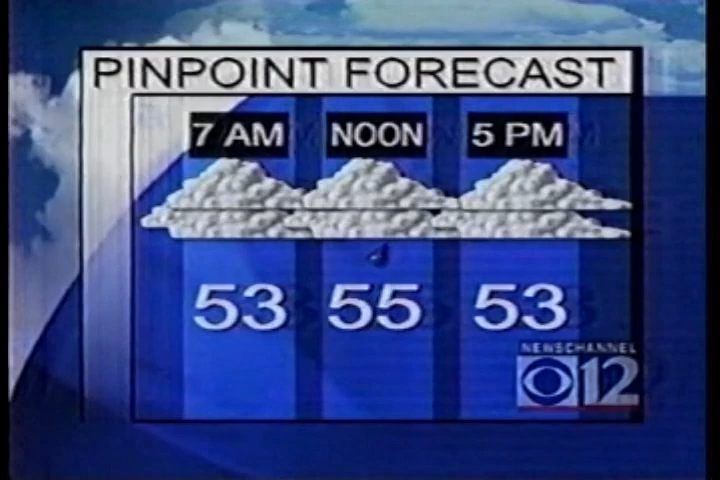 PINPOINT FORECAST
7 AM NOON 5 PM
53 55 53
NEWSCHANNEL
12